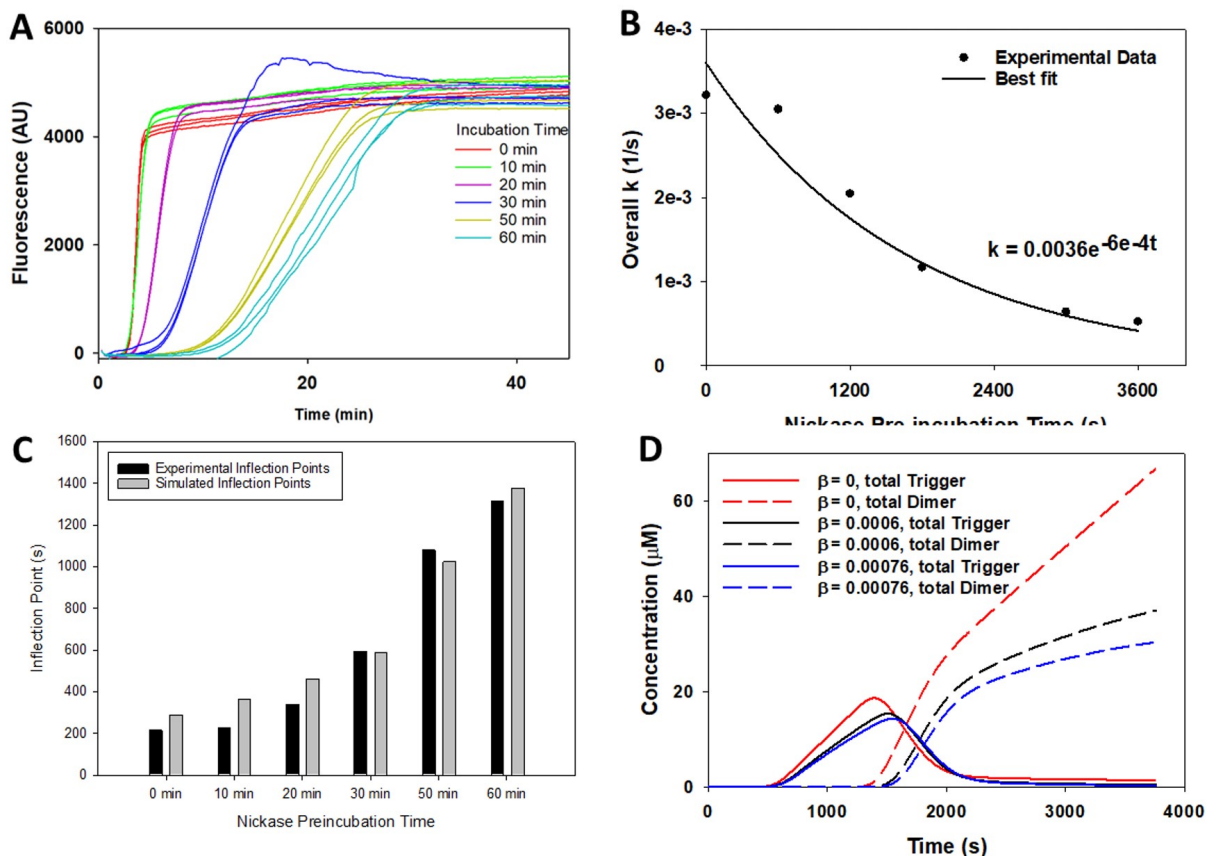 A
Fluorescence (AU)
6000
4000
2000
0
0
20
40
Time (min)
Incubation Time
0 min
10 min
20 min
30 min
50 min
60 min
B
Overall k (1/s)
4e-3
3e-3
2e-3
1e-3
0
0
1200
2400
3600
Nickase Pre-incubation Time (s)
Experimental Data
Best fit
k = 0.0036e^-6e-4t
C
Inflection Point (s)
1600
1400
1200
1000
800
600
400
200
0
0 min
10 min
20 min
30 min
50 min
60 min
Nickase Preincubation Time
Experimental Inflection Points
Simulated Inflection Points
D
Concentration (μM)
60
40
20
0
0
1000
2000
3000
4000
Time (s)
β = 0, total Trigger
β = 0, total Dimer
β = 0.0006, total Trigger
β = 0.0006, total Dimer
β = 0.00076, total Trigger
β = 0.00076, total Dimer